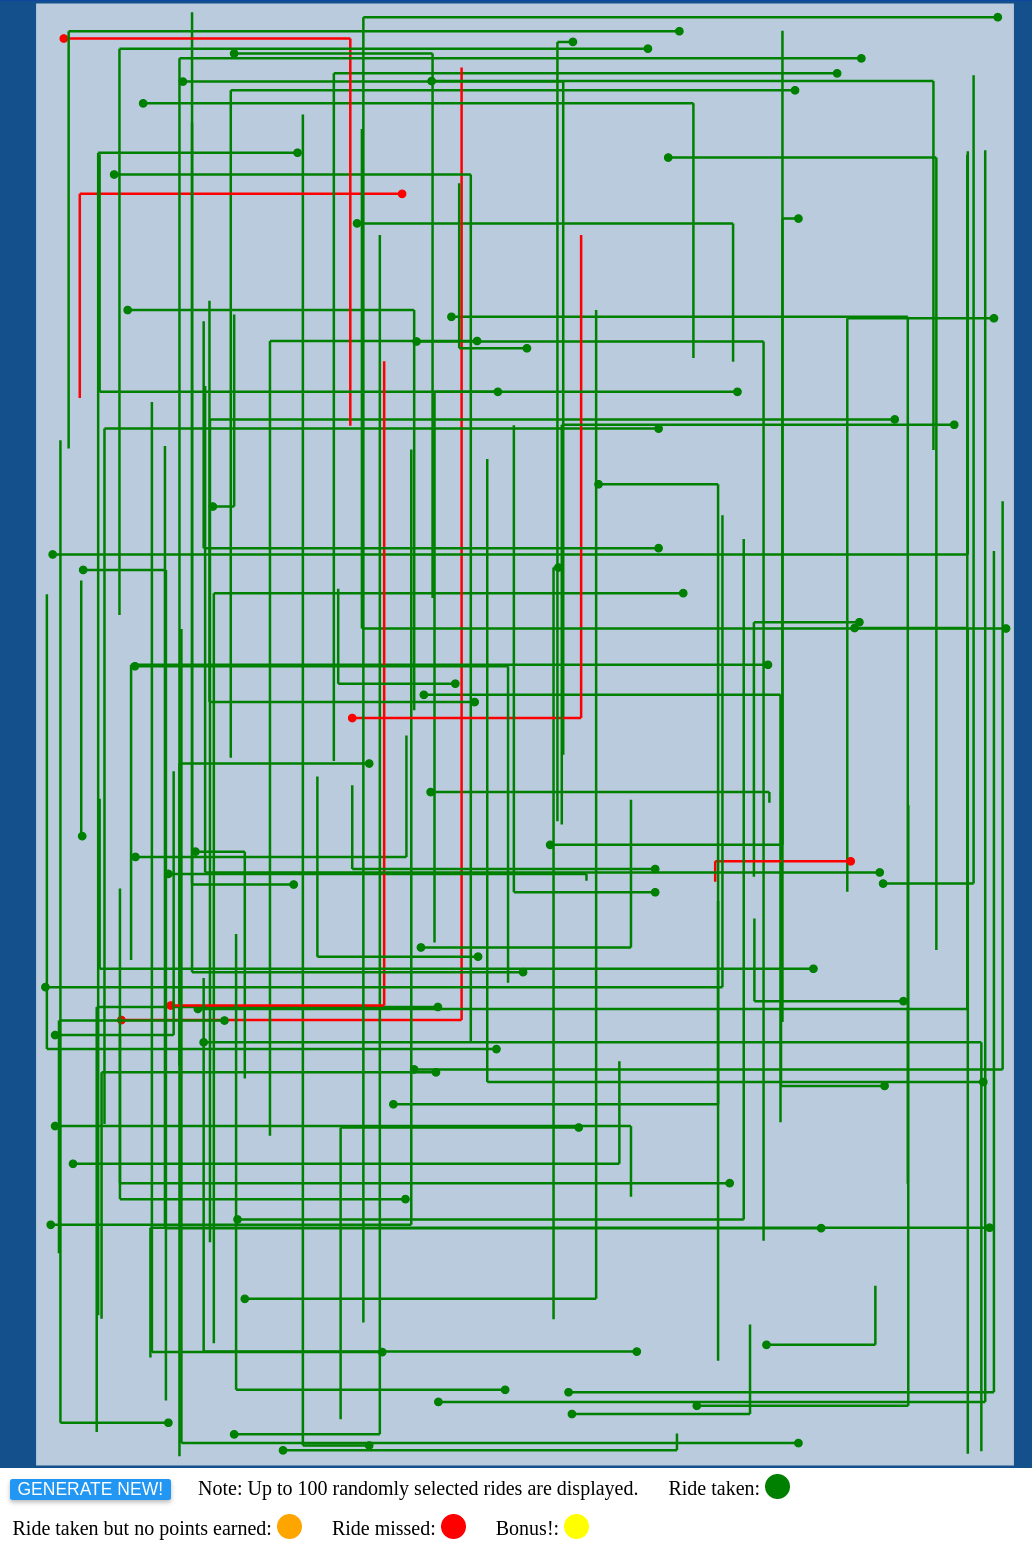 GENERATE NEW! Note: Up to 100 randomly selected rides are displayed. Ride taken:
Ride taken but no points earned: Ride missed: Bonus!: